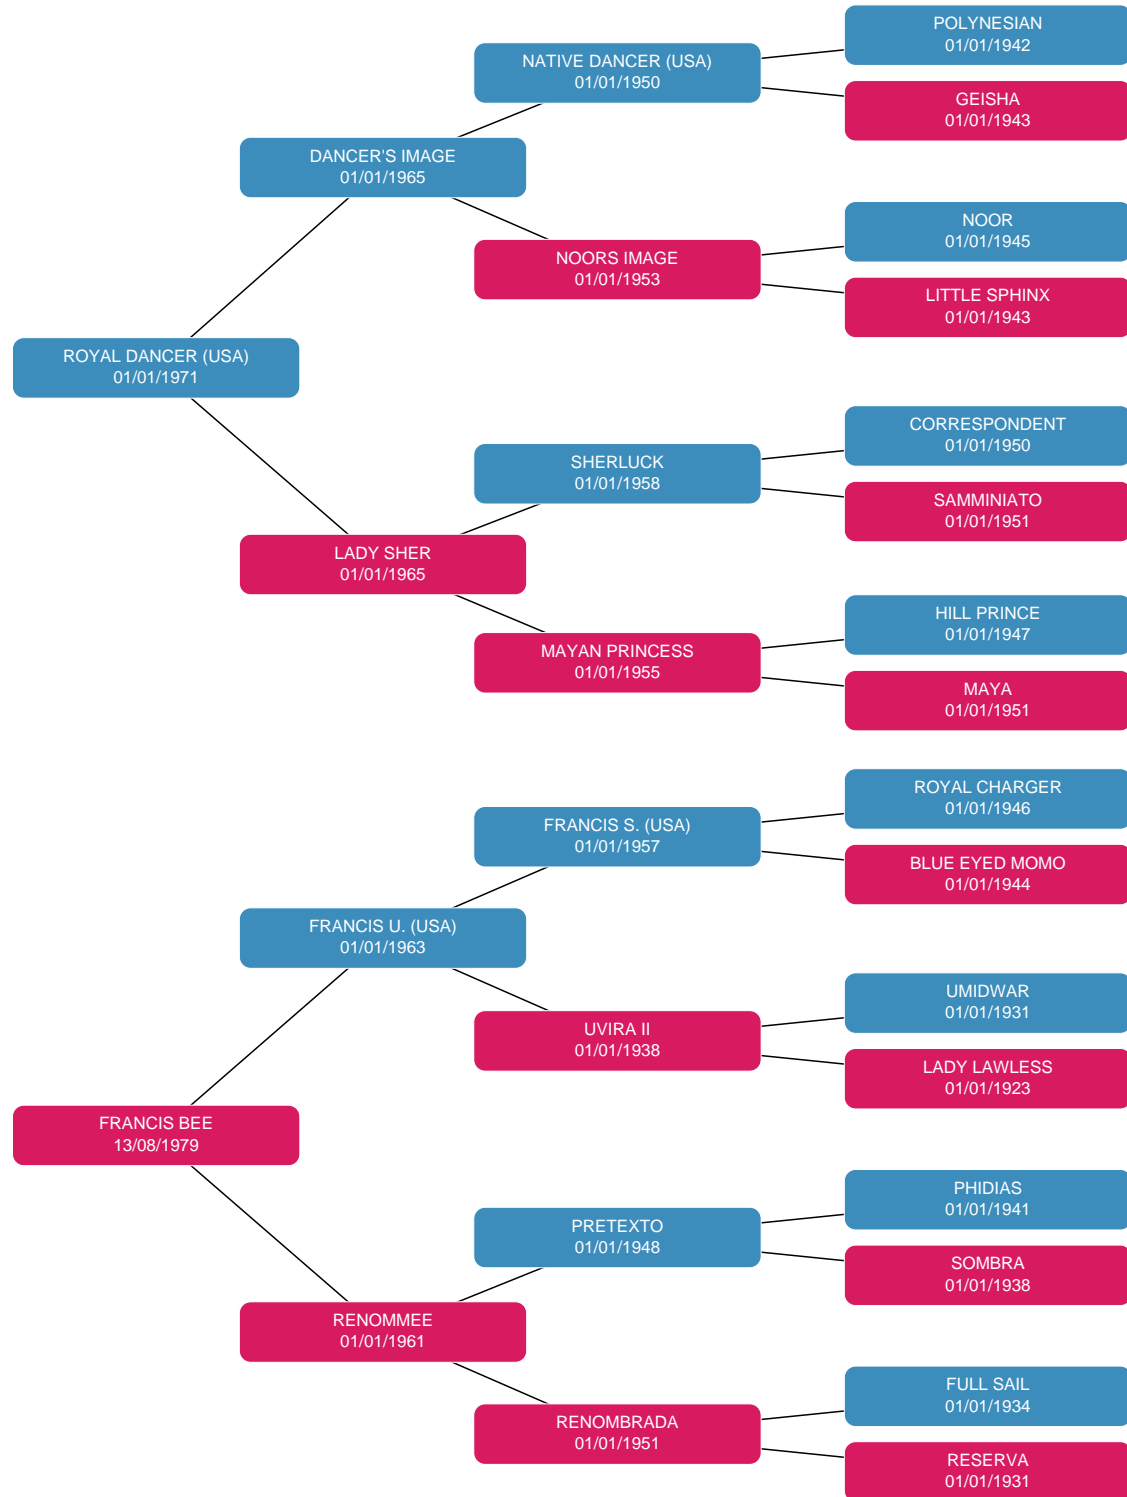 POLYNESIAN
01/01/1942
NATIVE DANCER (USA)
01/01/1950
GEISHA
01/01/1943
DANCER'S IMAGE
01/01/1965
NOOR
01/01/1945
NOORS IMAGE
01/01/1953
LITTLE SPHINX
01/01/1943
ROYAL DANCER (USA)
01/01/1971
CORRESPONDENT
01/01/1950
SHERLUCK
01/01/1958
SAMMINIATO
01/01/1951
LADY SHER
01/01/1965
HILL PRINCE
01/01/1947
MAYAN PRINCESS
01/01/1955
MAYA
01/01/1951
ROYAL CHARGER
01/01/1946
FRANCIS S. (USA)
01/01/1957
BLUE EYED MOMO
01/01/1944
FRANCIS U. (USA)
01/01/1963
UMIDWAR
01/01/1931
UVIRA II
01/01/1938
LADY LAWLESS
01/01/1923
FRANCIS BEE
13/08/1979
PHIDIAS
01/01/1941
PRETEXTO
01/01/1948
SOMBRA
01/01/1938
RENOMMEE
01/01/1961
FULL SAIL
01/01/1934
RENOMBRADA
01/01/1951
RESERVA
01/01/1931